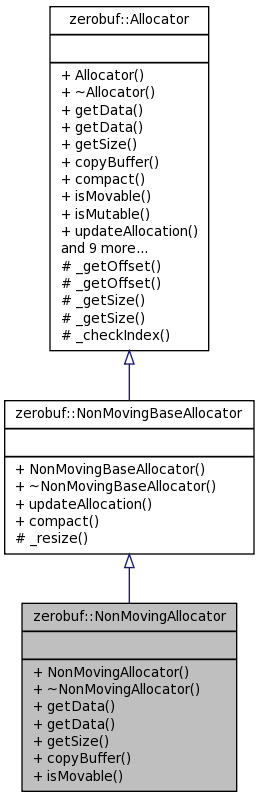 zerobuf::Allocator
+ Allocator()
+ ~Allocator()
+ getData()
+ getData()
+ getSize()
+ copyBuffer()
+ compact()
+ isMovable()
+ isMutable()
+ updateAllocation()
and 9 more...
# _getOffset()
# _getOffset()
# _getSize()
# _getSize()
# _checkIndex()
zerobuf::NonMovingBaseAllocator
+ NonMovingBaseAllocator()
+ ~NonMovingBaseAllocator()
+ updateAllocation()
+ compact()
# _resize()
zerobuf::NonMovingAllocator
+ NonMovingAllocator()
+ ~NonMovingAllocator()
+ getData()
+ getData()
+ getSize()
+ copyBuffer()
+ isMovable()